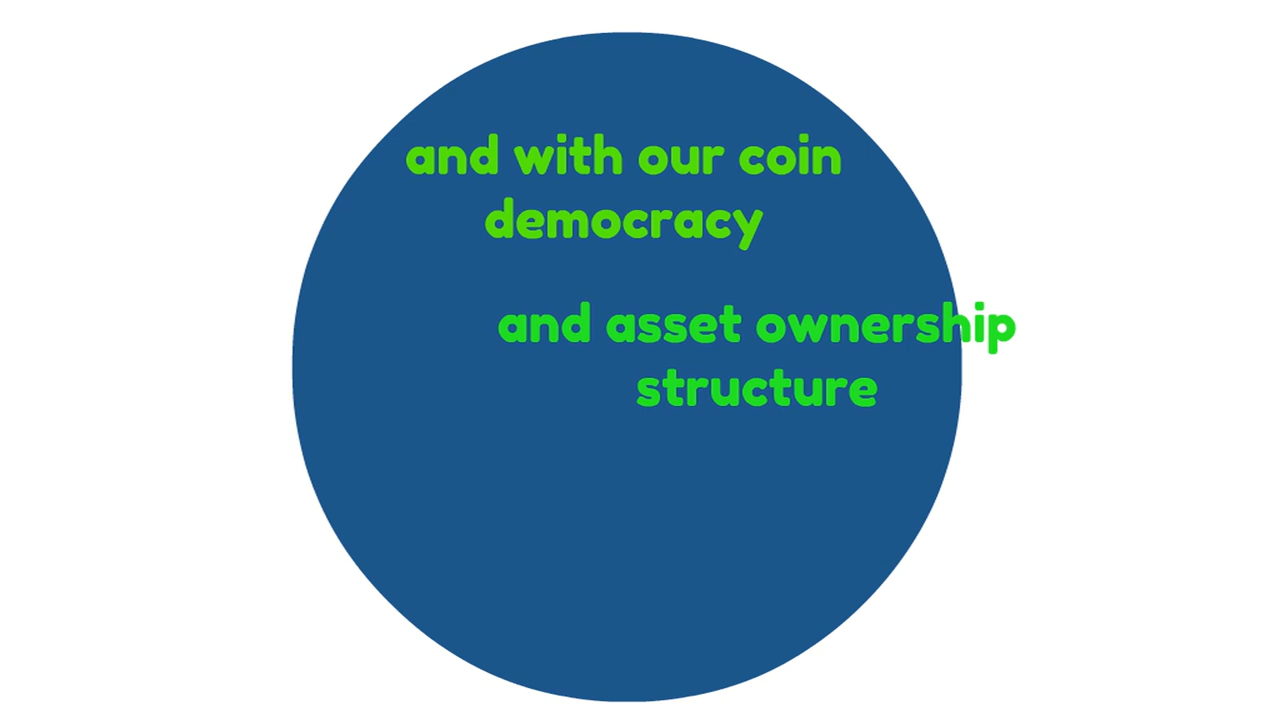 and with our coin
democracy
and asset ownership
structure